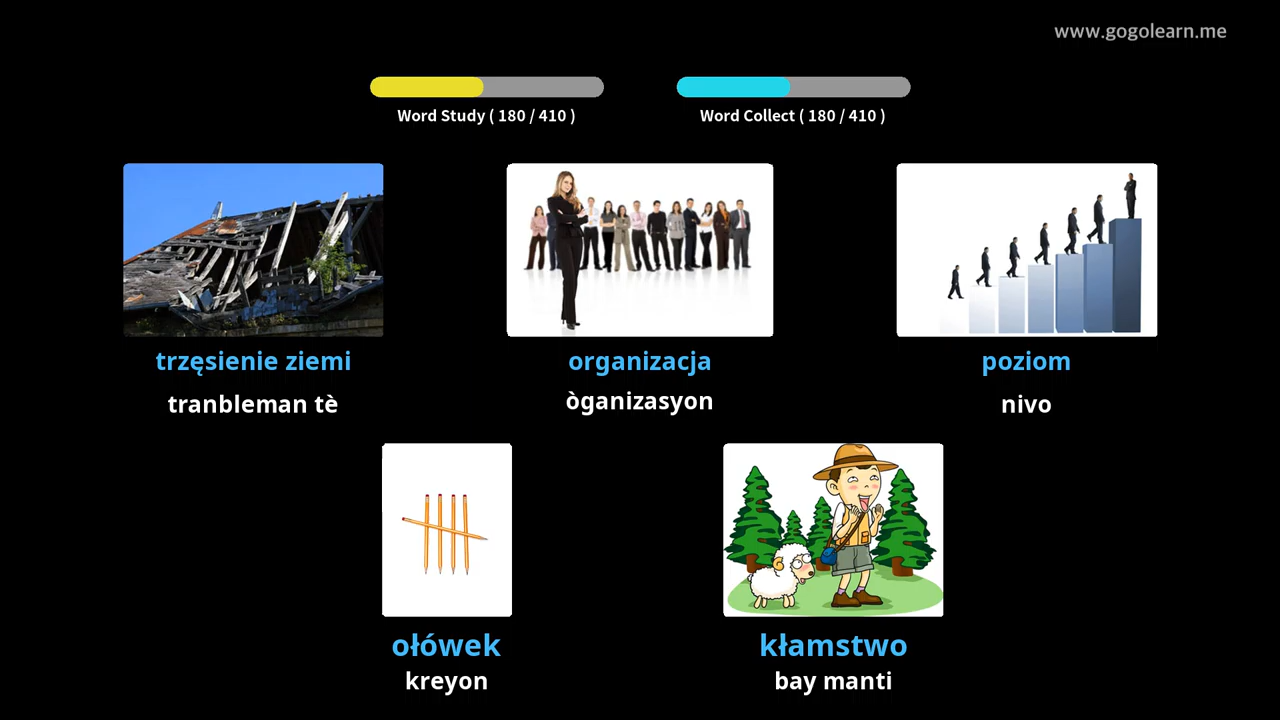 www.gogolearn.me
Word Study ( 180 / 410 )
Word Collect ( 180 / 410 )
trzęsienie ziemi
tranbleman tè
organizacja
òganizasyon
poziom
nivo
ołówek
kreyon
kłamstwo
bay manti